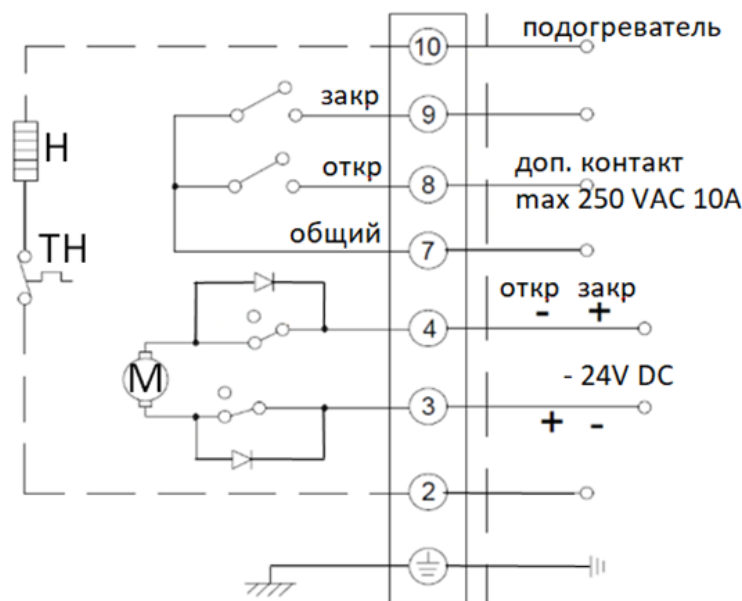 10 подогреватель
закр 9
H
откр 8 доп. контакт
max 250 VAC 10A
общий 7
TH
откр закр
4 - +
M
- 24V DC
3
+ -
2